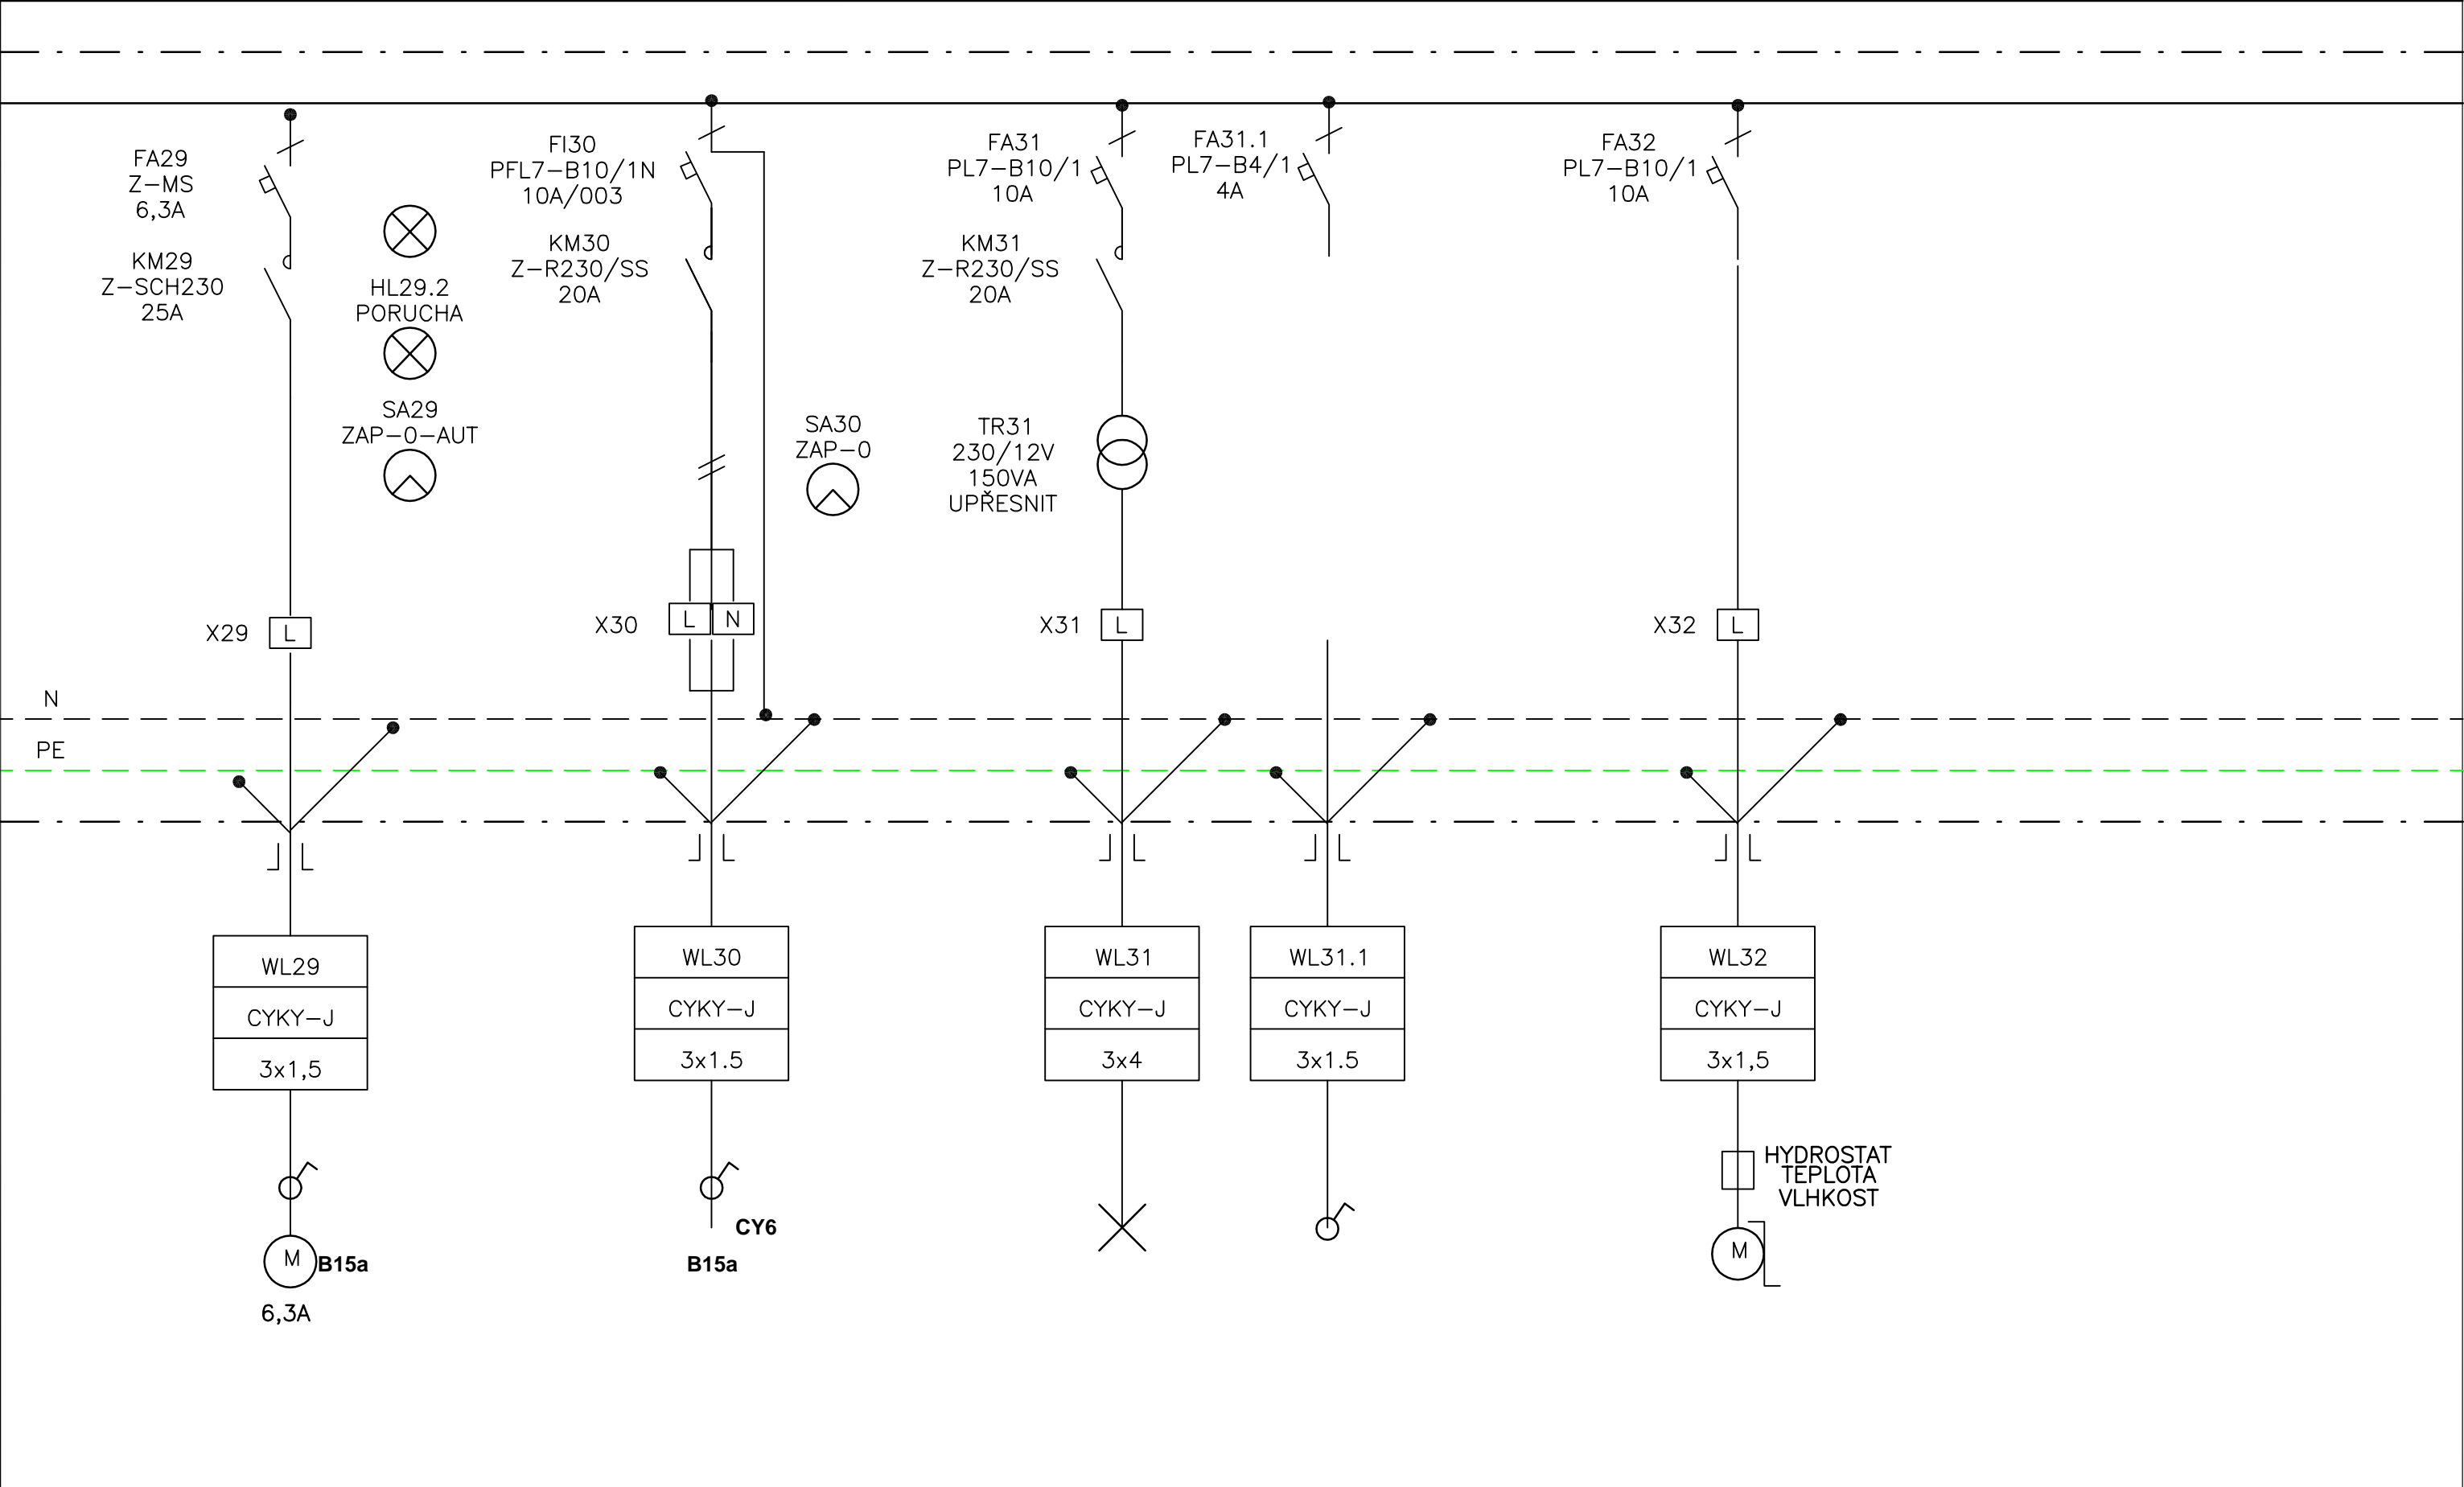 FA29
Z-MS
6,3A
KM29
Z-SCH230
25A
HL29.2
PORUCHA
SA29
ZAP-0-AUT
X29
L
FI30
PFL7-B10/1N
10A/003
KM30
Z-R230/SS
20A
SA30
ZAP-0
X30
L N
FA31
PL7-B10/1
10A
KM31
Z-R230/SS
20A
TR31
230/12V
150VA
UPŘESNIT
X31
L
FA31.1
PL7-B4/1
4A
FA32
PL7-B10/1
10A
X32
L
N
PE
WL29
CYKY-J
3x1,5
M
B15a
6,3A
WL30
CYKY-J
3x1.5
CY6
B15a
WL31
CYKY-J
3x4
WL31.1
CYKY-J
3x1.5
WL32
CYKY-J
3x1,5
HYDROSTAT
TEPLOTA
VLHKOST
M